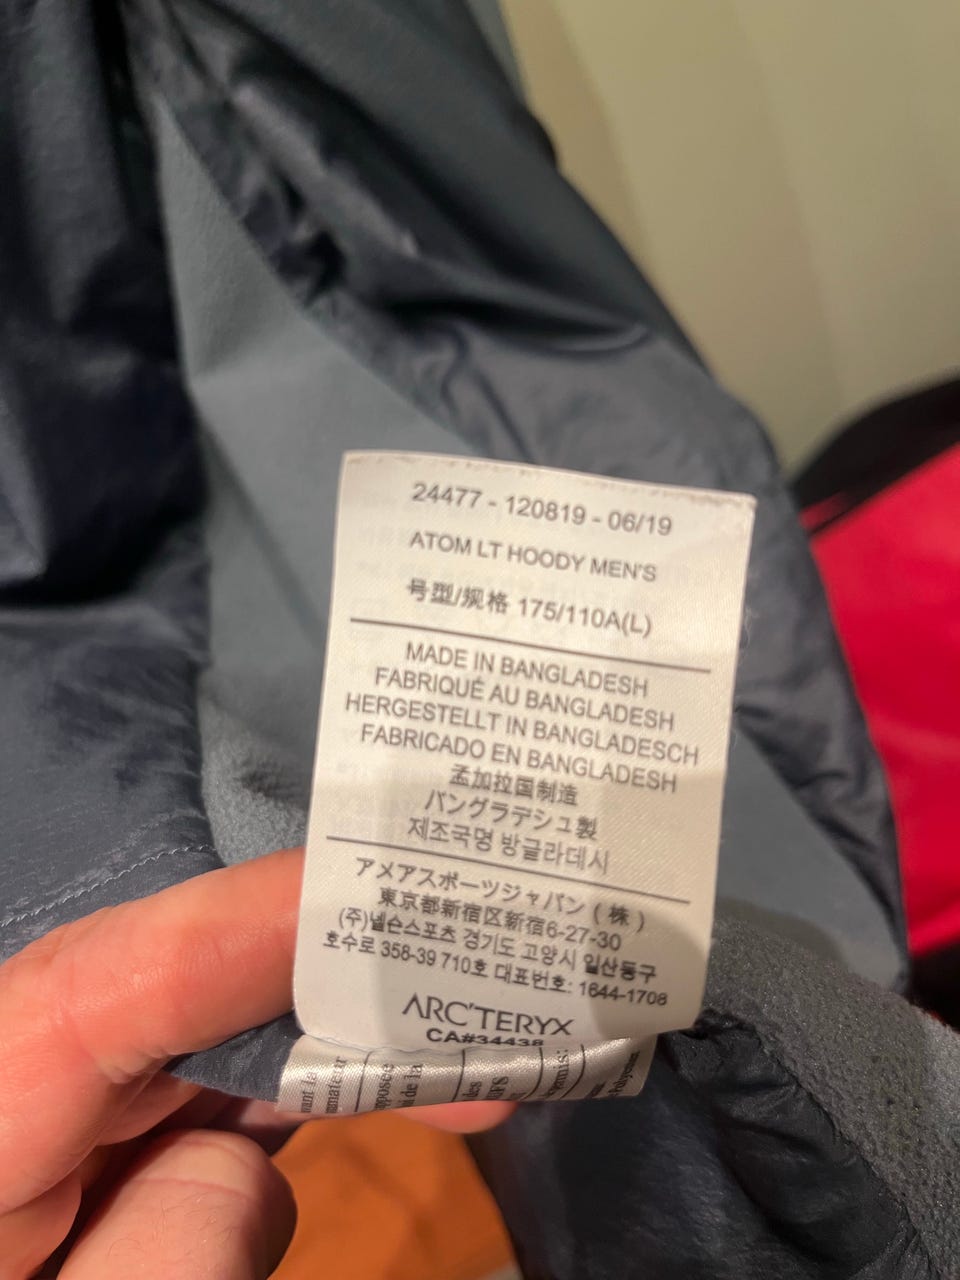 24477 - 120819 - 06/19
ATOM LT HOODY MEN'S
号型/规格 175/110A(L)
MADE IN BANGLADESH
FABRIQUÉ AU BANGLADESH
HERGESTELLT IN BANGLADESCH
FABRICADO EN BANGLADESH
孟加拉国制造
バングラデシュ製
제조국명 방글라데시
アメアスポーツジャパン（株）
東京都新宿区新宿6-27-30
(주)넬슨스포츠 경기도 고양시 일산동구
호수로 358-39 710호 대표번호: 1644-1708
ARC'TERYX
CA#34438